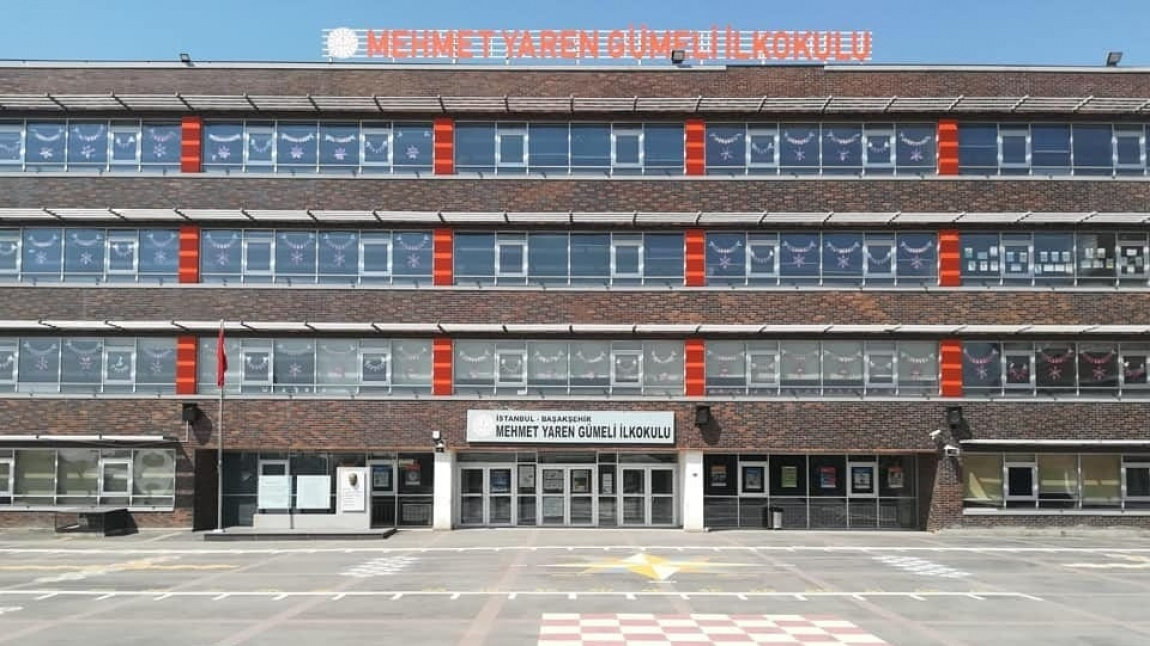 MEHMET YAREN GÜMELİ İLKOKULU
İSTANBUL - BAŞAKŞEHİR
MEHMET YAREN GÜMELİ İLKOKULU